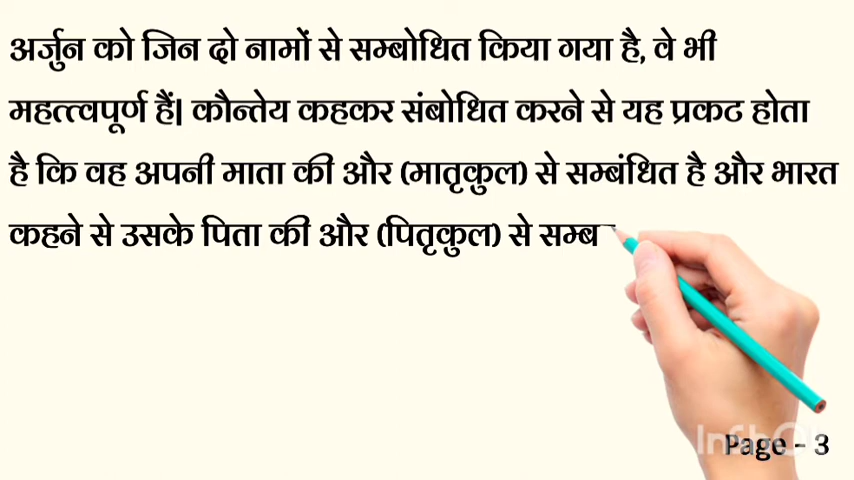 अर्जुन को जिन दो नामों से सम्बोधित किया गया है, वे भी
महत्त्वपूर्ण हैं| कौन्तेय कहकर संबोधित करने से यह प्रकट होता
है कि वह अपनी माता की और (मातृकुल) से सम्बंधित है और भारत
कहने से उसके पिता की और (पितृकुल) से
Page - 3